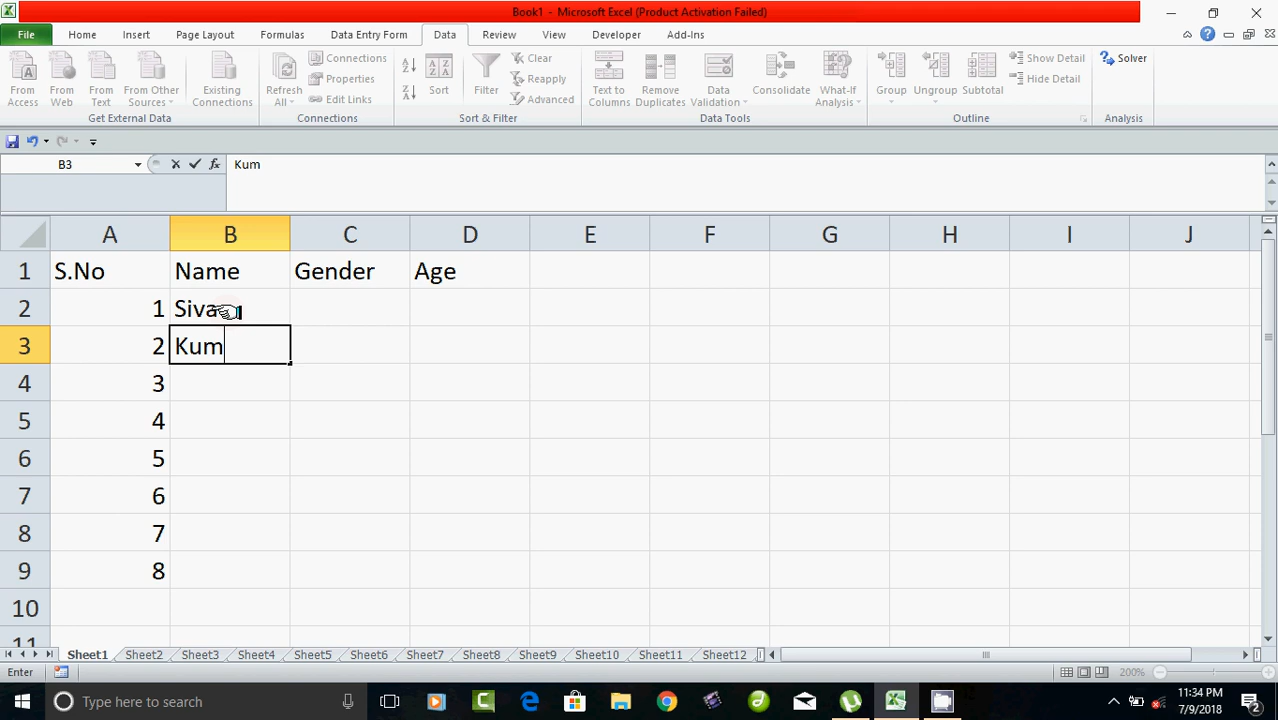 Book1 - Microsoft Excel (Product Activation Failed)
File Home Insert Page Layout Formulas Data Entry Form Data Review View Developer Add-Ins
From Access
From Web
From Text
From Other Sources
Existing Connections
Get External Data
Refresh All
Connections
Properties
Edit Links
Connections
Sort
Filter
Clear
Reapply
Advanced
Sort & Filter
Text to Columns
Remove Duplicates
Data Validation
Consolidate
What-If Analysis
Data Tools
Group
Ungroup
Subtotal
Show Detail
Hide Detail
Outline
Solver
Analysis
B3 fx Kum
A B C D E F G H I J
1 S.No Name Gender Age
2 1 Siva
3 2 Kum
4 3
5 4
6 5
7 6
8 7
9 8
10
11
Sheet1 Sheet2 Sheet3 Sheet4 Sheet5 Sheet6 Sheet7 Sheet8 Sheet9 Sheet10 Sheet11 Sheet12
Enter 200%
Type here to search 11:34 PM
7/9/2018 2